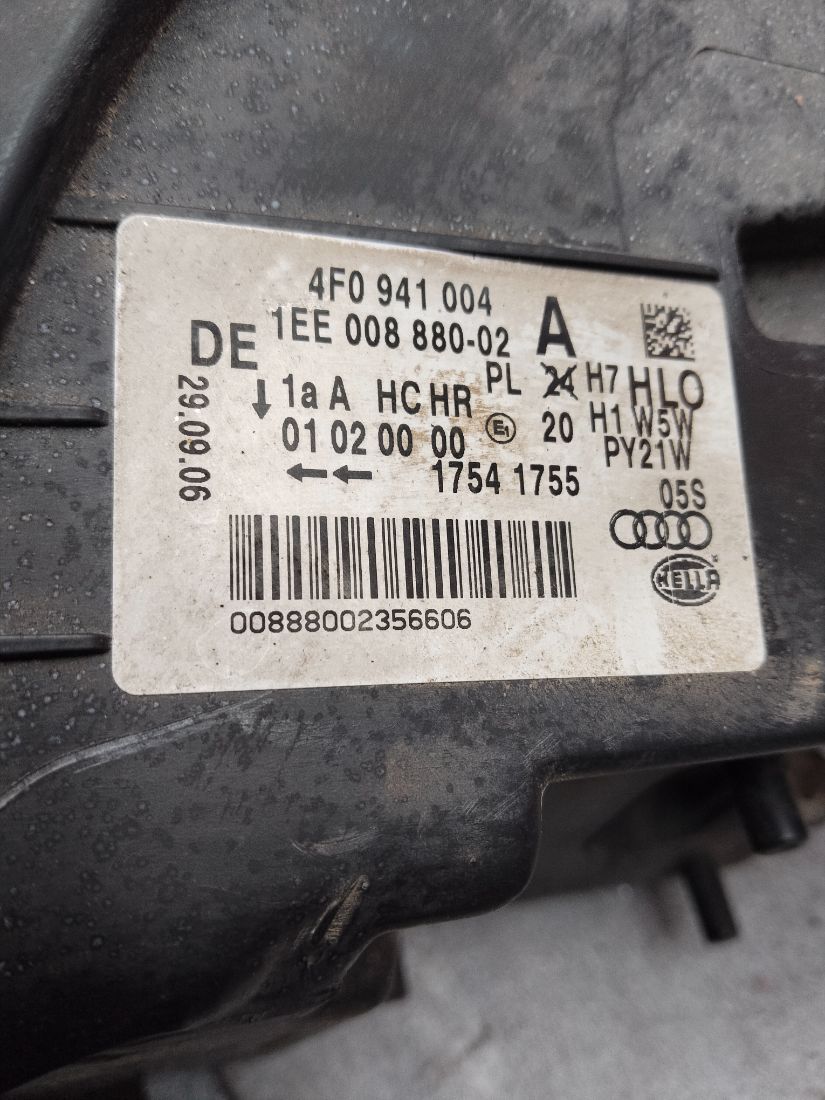 4F0 941 004
DE 1EE 008 880-02 A
29.09.06
1a A HC HR PL 24 H7 HLO
01 02 00 00 E1 20 H1 W5W
PY21W
1754 1755
05S
HELLA
00888002356606